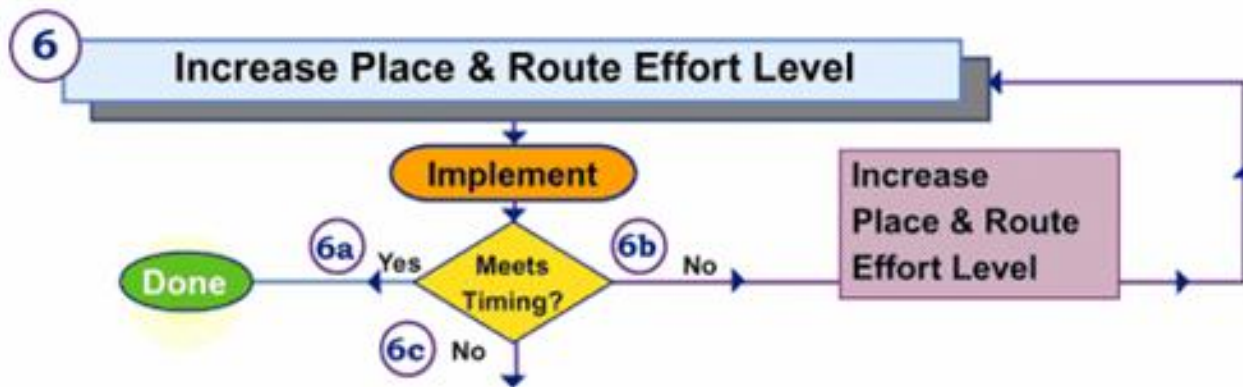 6
Increase Place & Route Effort Level
Implement
6a
Yes
Meets
Timing?
6b
No
Increase
Place & Route
Effort Level
Done
6c
No